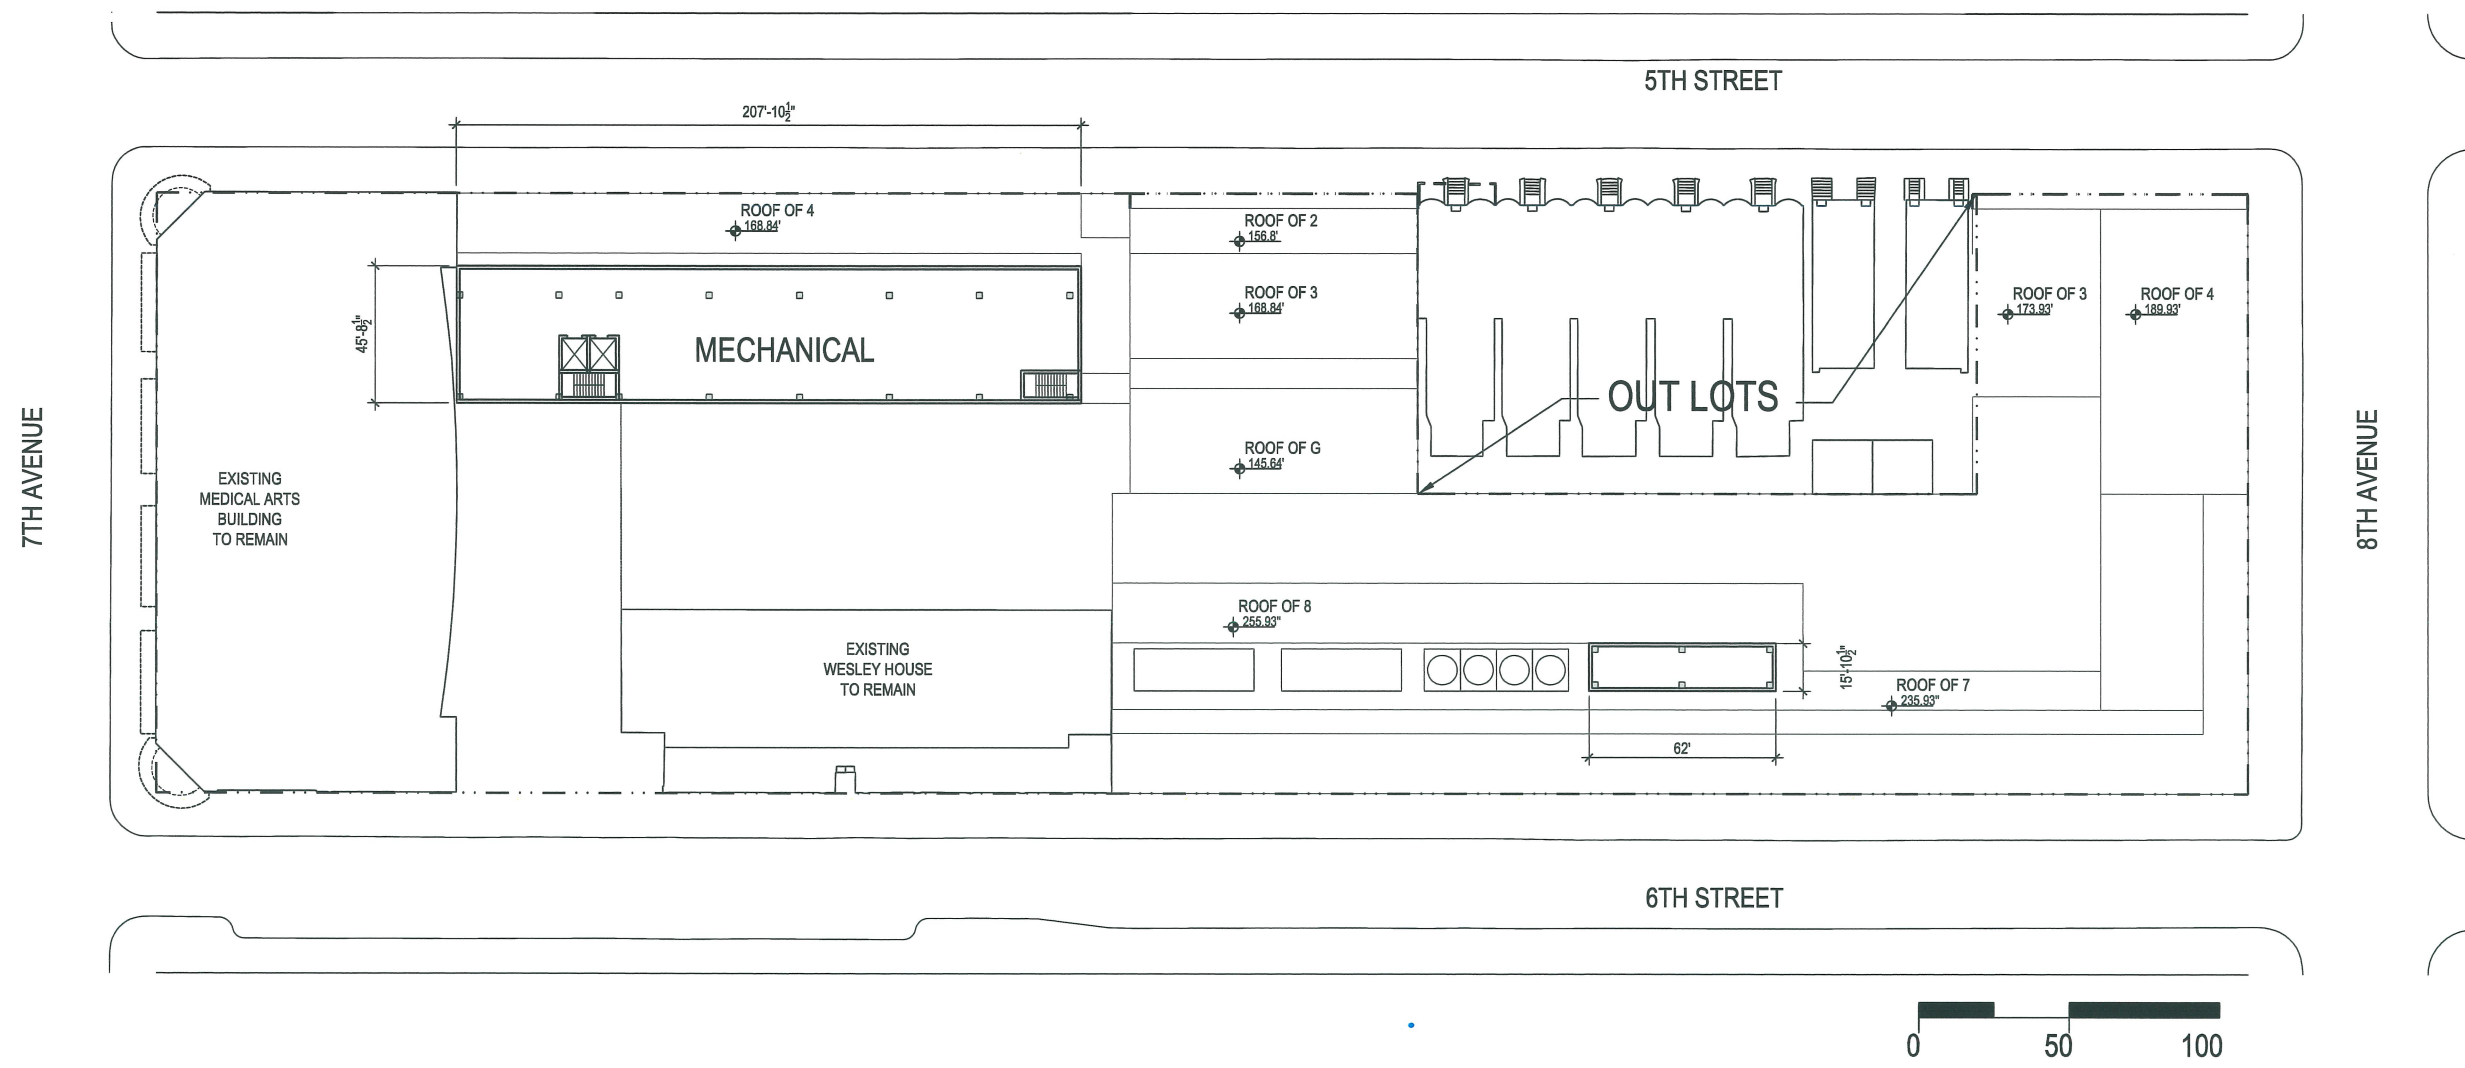 5TH STREET
207'-10½"
ROOF OF 4
168.84'
ROOF OF 2
156.8'
ROOF OF 3
168.84'
ROOF OF 3
173.93'
ROOF OF 4
189.93'
45'-8½"
MECHANICAL
OUT LOTS
7TH AVENUE
8TH AVENUE
ROOF OF G
145.64'
EXISTING
MEDICAL ARTS
BUILDING
TO REMAIN
ROOF OF 8
255.93"
EXISTING
WESLEY HOUSE
TO REMAIN
15'-10½"
ROOF OF 7
235.93"
62'
6TH STREET
0 50 100